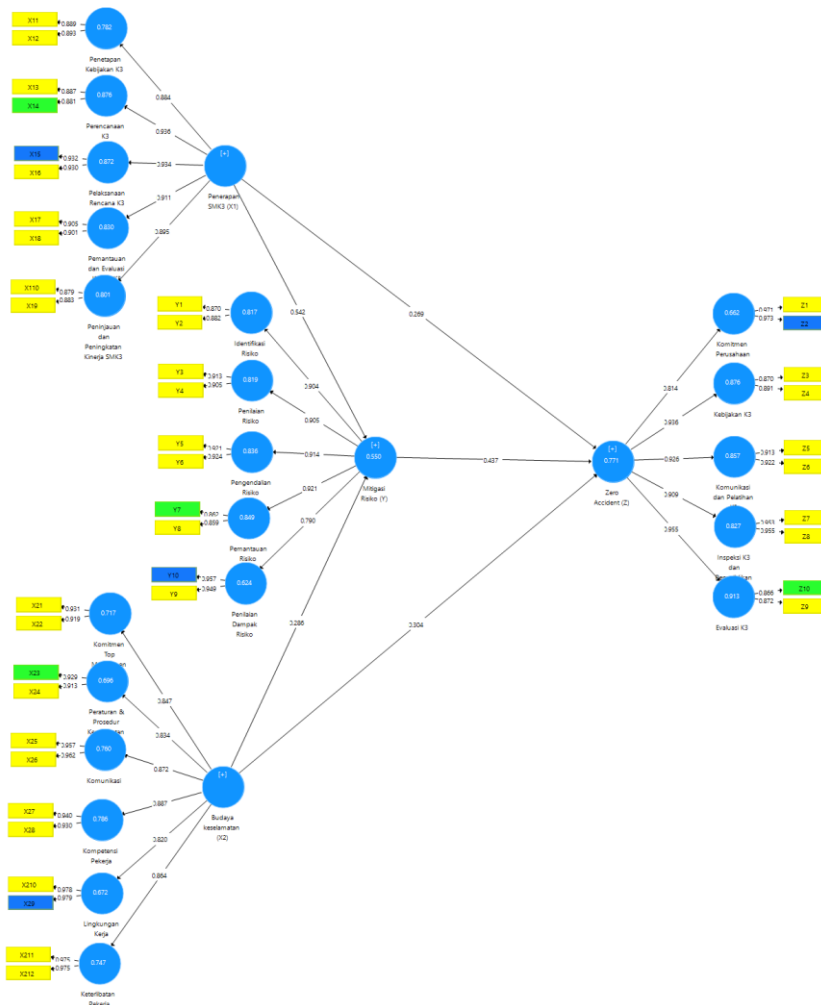 X11
0.889
X12
0.893
0.782
Penetapan
Kebijakan K3
0.884
X13
0.887
X14
0.881
0.876
Perencanaan
K3
0.936
X15
0.932
X16
0.930
0.872
Pelaksanaan
Rencana K3
0.934
X17
0.905
X18
0.901
0.830
Pemantauan
dan Evaluasi
0.911
X110
0.879
X19
0.883
0.801
Peninjauan
dan
Peningkatan
Kinerja SMK3
0.895
[+]
Penerapan
SMK3 (X1)
0.542
0.269
Y1
0.870
Y2
0.882
0.817
Identifikasi
Risiko
0.904
Y3
0.913
Y4
0.905
0.819
Penilaian
Risiko
0.905
Y5
0.921
Y6
0.924
0.836
Pengendalian
Risiko
0.914
Y7
Y8
0.859
0.849
Pemantauan
Risiko
0.921
Y10
0.957
Y9
0.949
0.624
Penilaian
Dampak
Risiko
0.790
[+]
0.550
Mitigasi
Risiko (Y)
0.437
0.286
0.304
[+]
0.771
Zero
Accident (Z)
0.662
Komitmen
Perusahaan
0.814
0.971
Z1
0.973
Z2
0.876
Kebijakan K3
0.936
0.870
Z3
0.891
Z4
0.857
Komunikasi
dan Pelatihan
0.926
0.913
Z5
0.922
Z6
0.827
Inspeksi K3
dan
0.909
Z7
0.955
Z8
0.913
Evaluasi K3
0.955
0.866
Z10
0.872
Z9
X21
0.931
X22
0.919
0.717
Komitmen
Top
0.847
X23
0.929
X24
0.913
0.696
Peraturan &
Prosedur
0.834
X25
0.957
X26
0.962
0.760
Komunikasi
0.872
X27
0.940
X28
0.930
0.786
Kompetensi
Pekerja
0.887
X210
0.978
X29
0.979
0.672
Lingkungan
Kerja
0.820
X211
0.975
X212
0.975
0.747
Keterlibatan
Pekerja
0.864
[+]
Budaya
keselamatan
(X2)